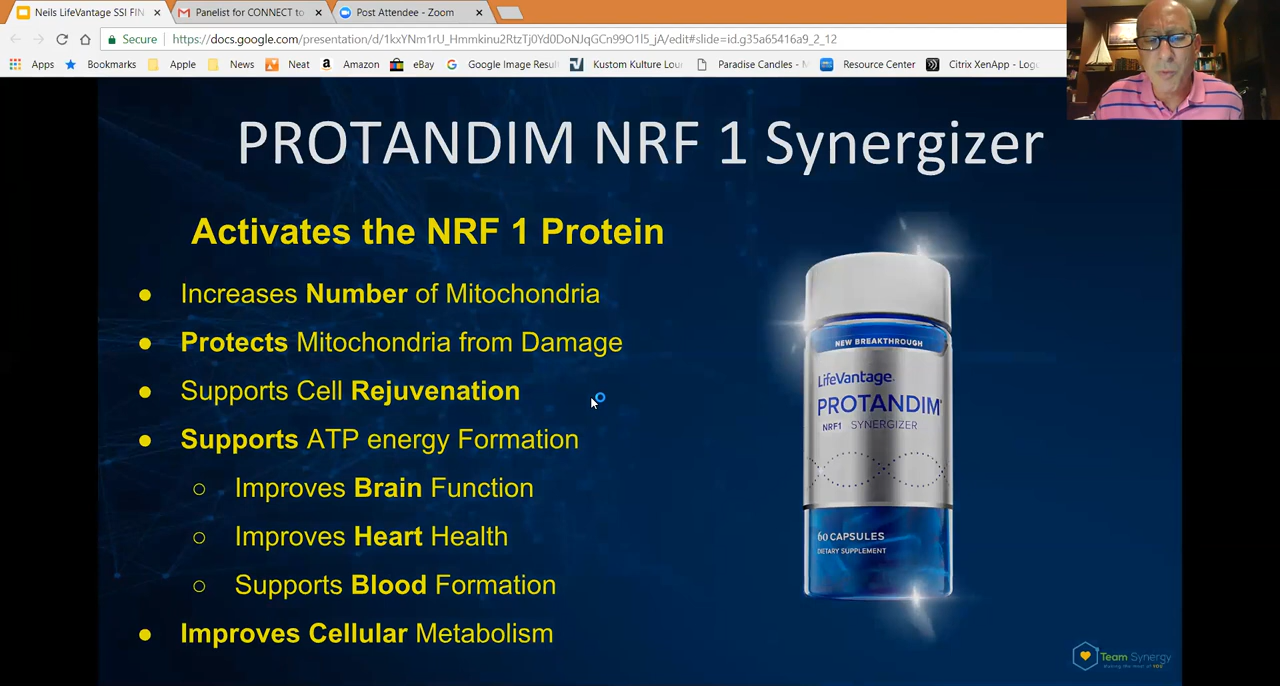 Neils LifeVantage SSI FIN
Panelist for CONNECT to
Post Attendee - Zoom
Secure
https://docs.google.com/presentation/d/1kxYNm1rU_Hmmkinu2RtzTj0Yd0DoNJqGCn99O1l5_jA/edit#slide=id.g35a65416a9_2_12
Apps Bookmarks Apple News Neat Amazon eBay Google Image Resul Kustom Kulture Lou Paradise Candles - M Resource Center Citrix XenApp - Logo
PROTANDIM NRF 1 Synergizer
Activates the NRF 1 Protein
● Increases Number of Mitochondria
● Protects Mitochondria from Damage
● Supports Cell Rejuvenation
● Supports ATP energy Formation
○ Improves Brain Function
○ Improves Heart Health
○ Supports Blood Formation
● Improves Cellular Metabolism
NEW BREAKTHROUGH
LifeVantage
PROTANDIM
NRF1 SYNERGIZER
60 CAPSULES
DIETARY SUPPLEMENT
Team Synergy